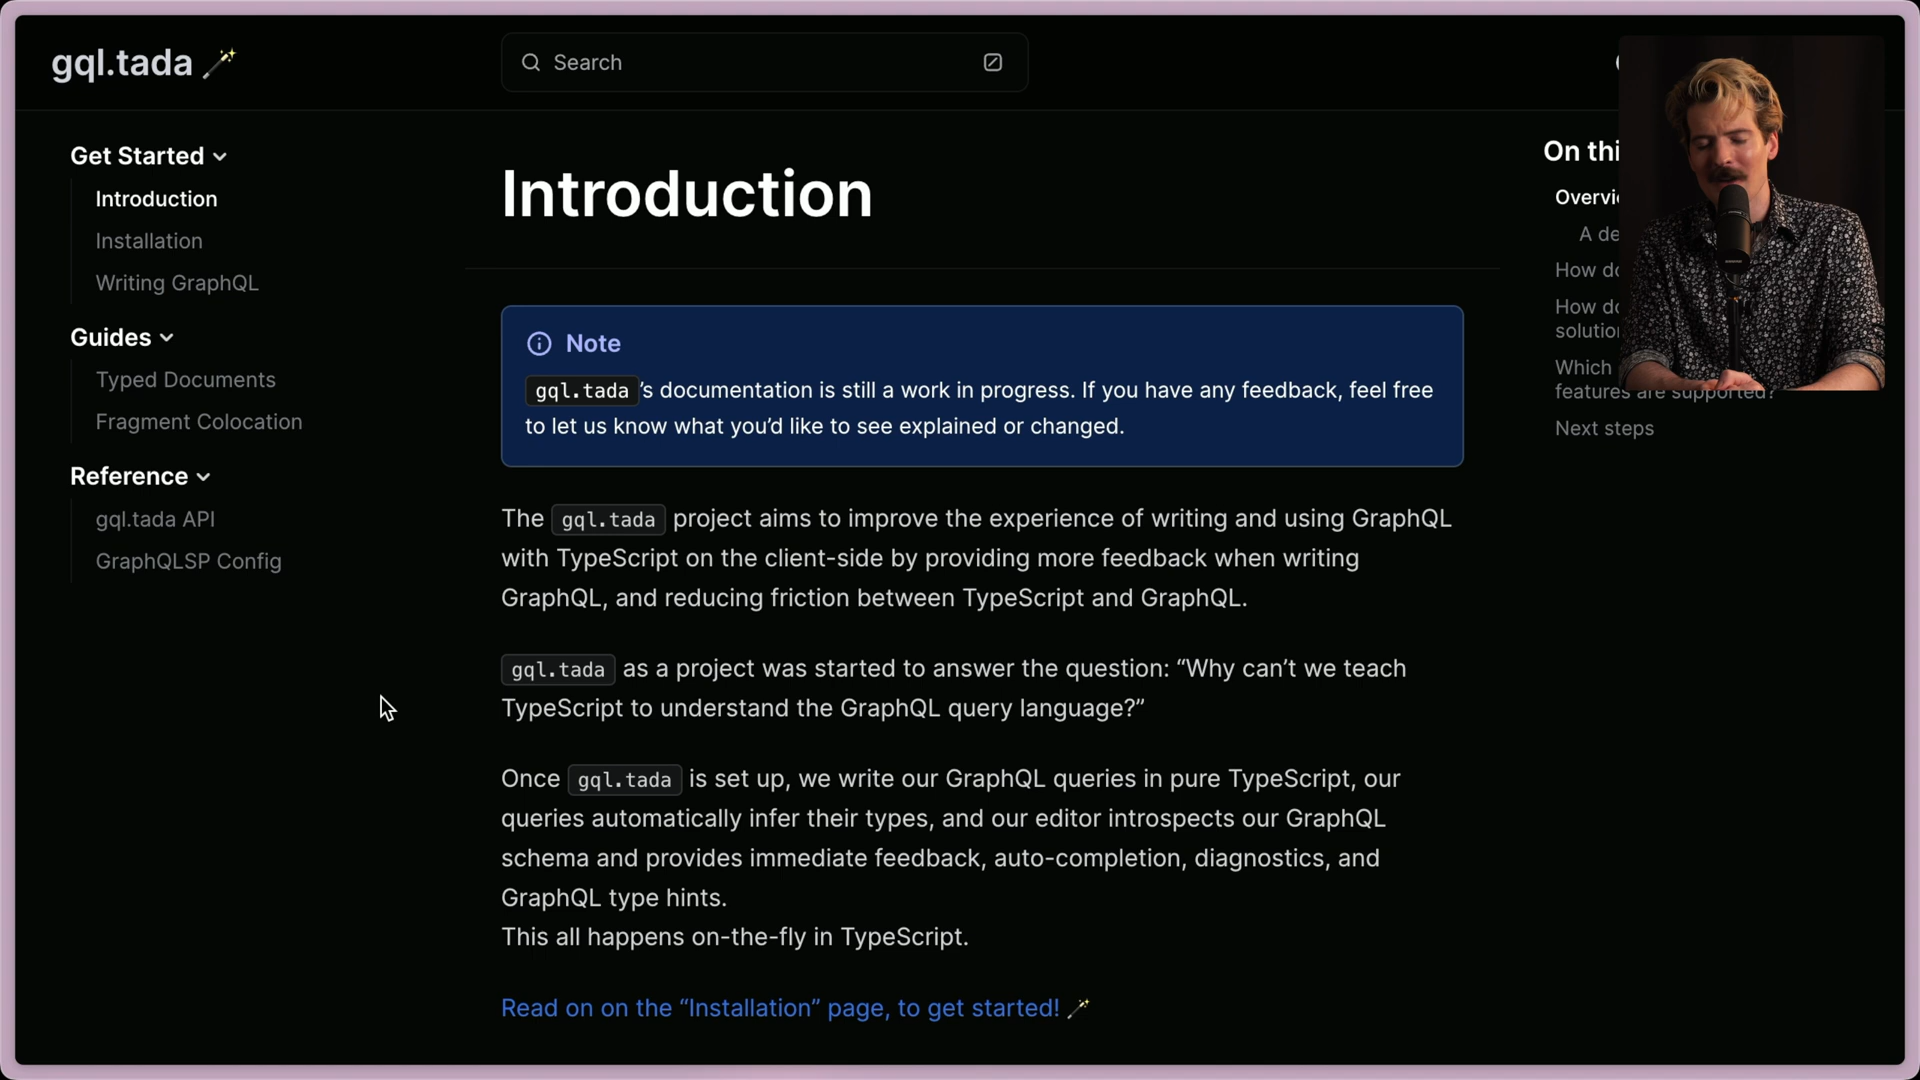 gql.tada
Search
Get Started
Introduction
Installation
Writing GraphQL
Guides
Typed Documents
Fragment Colocation
Reference
gql.tada API
GraphQLSP Config
Introduction
Note
gql.tada's documentation is still a work in progress. If you have any feedback, feel free
to let us know what you’d like to see explained or changed.
The gql.tada project aims to improve the experience of writing and using GraphQL
with TypeScript on the client-side by providing more feedback when writing
GraphQL, and reducing friction between TypeScript and GraphQL.
gql.tada as a project was started to answer the question: “Why can’t we teach
TypeScript to understand the GraphQL query language?”
Once gql.tada is set up, we write our GraphQL queries in pure TypeScript, our
queries automatically infer their types, and our editor introspects our GraphQL
schema and provides immediate feedback, auto-completion, diagnostics, and
GraphQL type hints.
This all happens on-the-fly in TypeScript.
Read on on the “Installation” page, to get started!
On
A
How
How
Which
features are supported?
Next steps